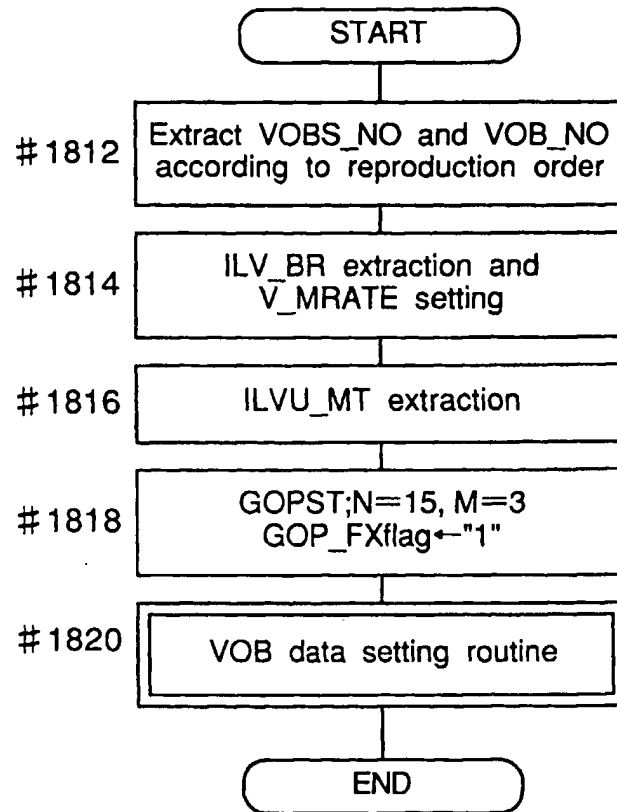 START
#1812
Extract VOBS_NO and VOB_NO
according to reproduction order
#1814
ILV_BR extraction and
V_MRATE setting
#1816
ILVU_MT extraction
#1818
GOPST;N=15, M=3
GOP_FXflag←"1"
#1820
VOB data setting routine
END